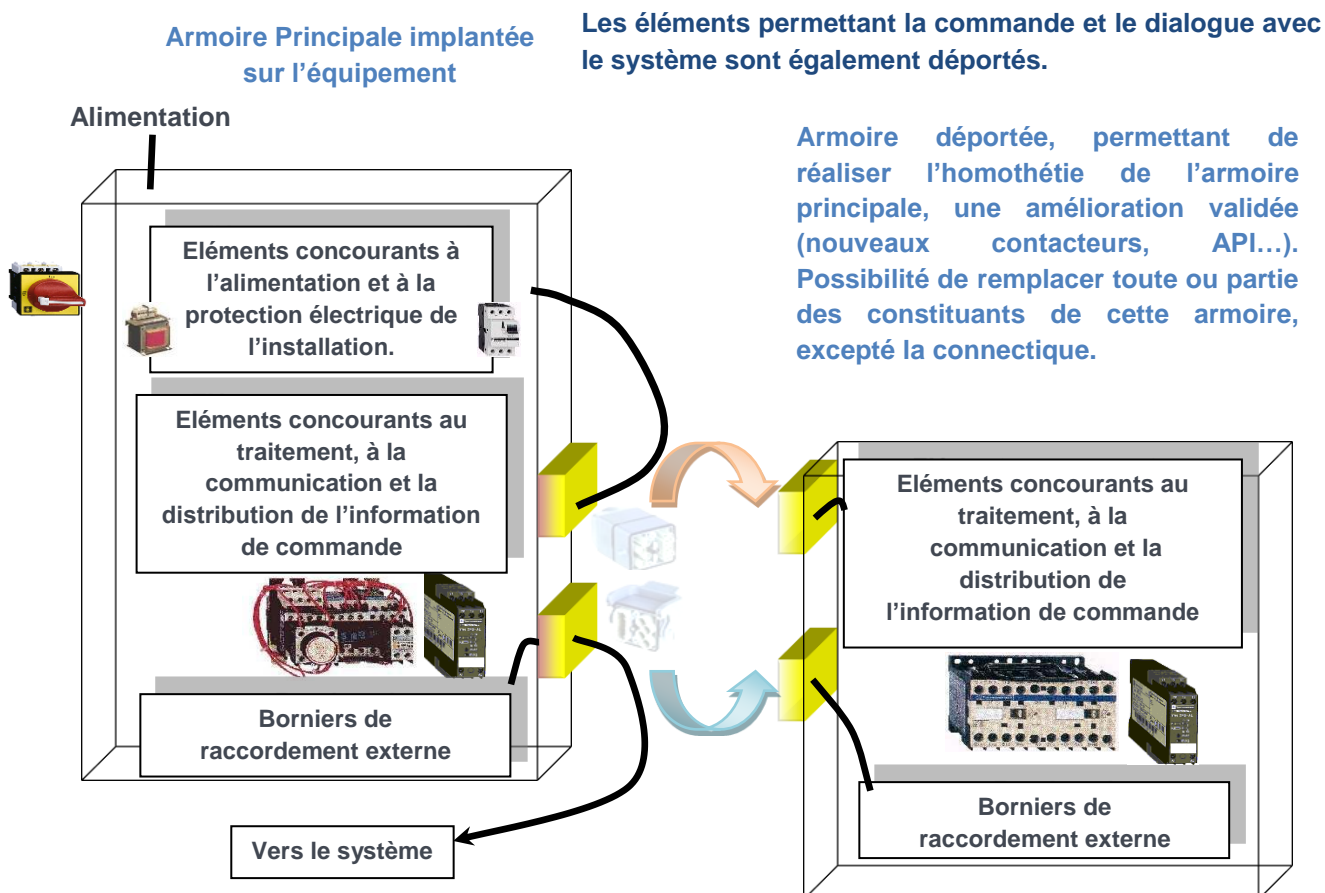 Armoire Principale implantée
sur l’équipement
Les éléments permettant la commande et le dialogue avec
le système sont également déportés.
Alimentation
Armoire déportée, permettant de
réaliser l’homothétie de l’armoire
principale, une amélioration validée
(nouveaux contacteurs, API…).
Possibilité de remplacer toute ou partie
des constituants de cette armoire,
excepté la connectique.
Eléments concourants à
l’alimentation et à la
protection électrique de
l’installation.
Eléments concourants au
traitement, à la
communication et la
distribution de l’information
de commande
Borniers de
raccordement externe
Vers le système
Eléments concourants au
traitement, à la
communication et la
distribution de
l’information de commande
Borniers de
raccordement externe